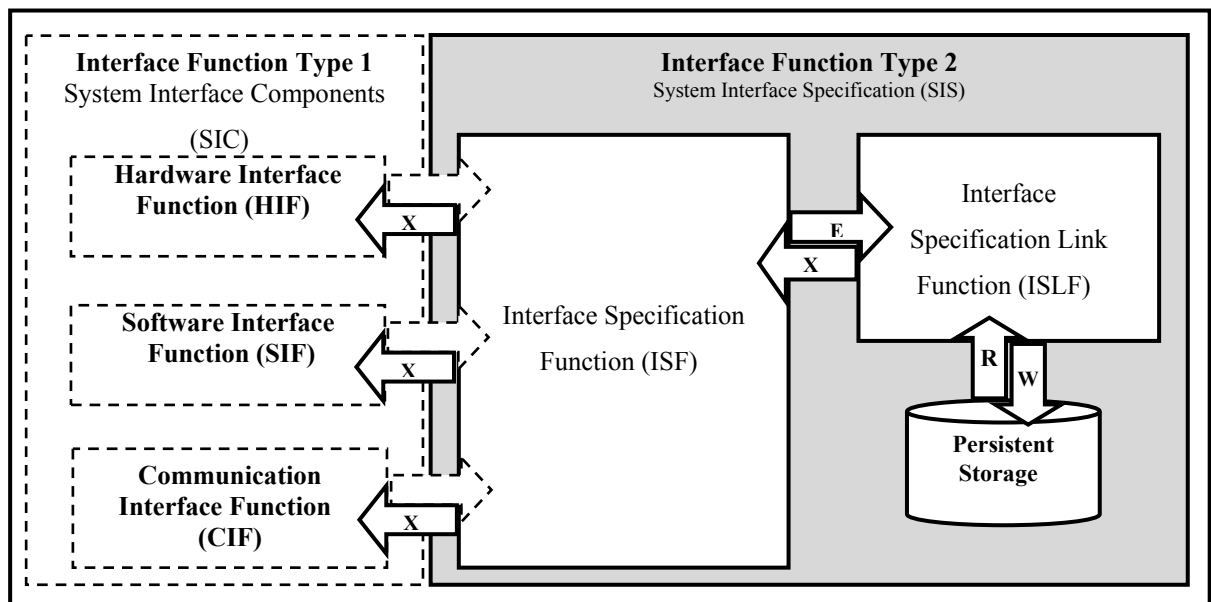 Interface Function Type 1
System Interface Components
(SIC)
Hardware Interface
Function (HIF)
X
Software Interface
Function (SIF)
X
Communication
Interface Function
(CIF)
X
Interface Function Type 2
System Interface Specification (SIS)
Interface Specification
Function (ISF)
E
X
Interface
Specification Link
Function (ISLF)
R
W
Persistent
Storage